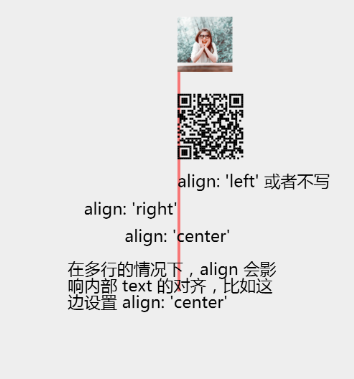 align: 'left' 或者不写
align: 'right'
align: 'center'
在多行的情况下，align 会影
响内部 text 的对齐，比如这
边设置 align: 'center'